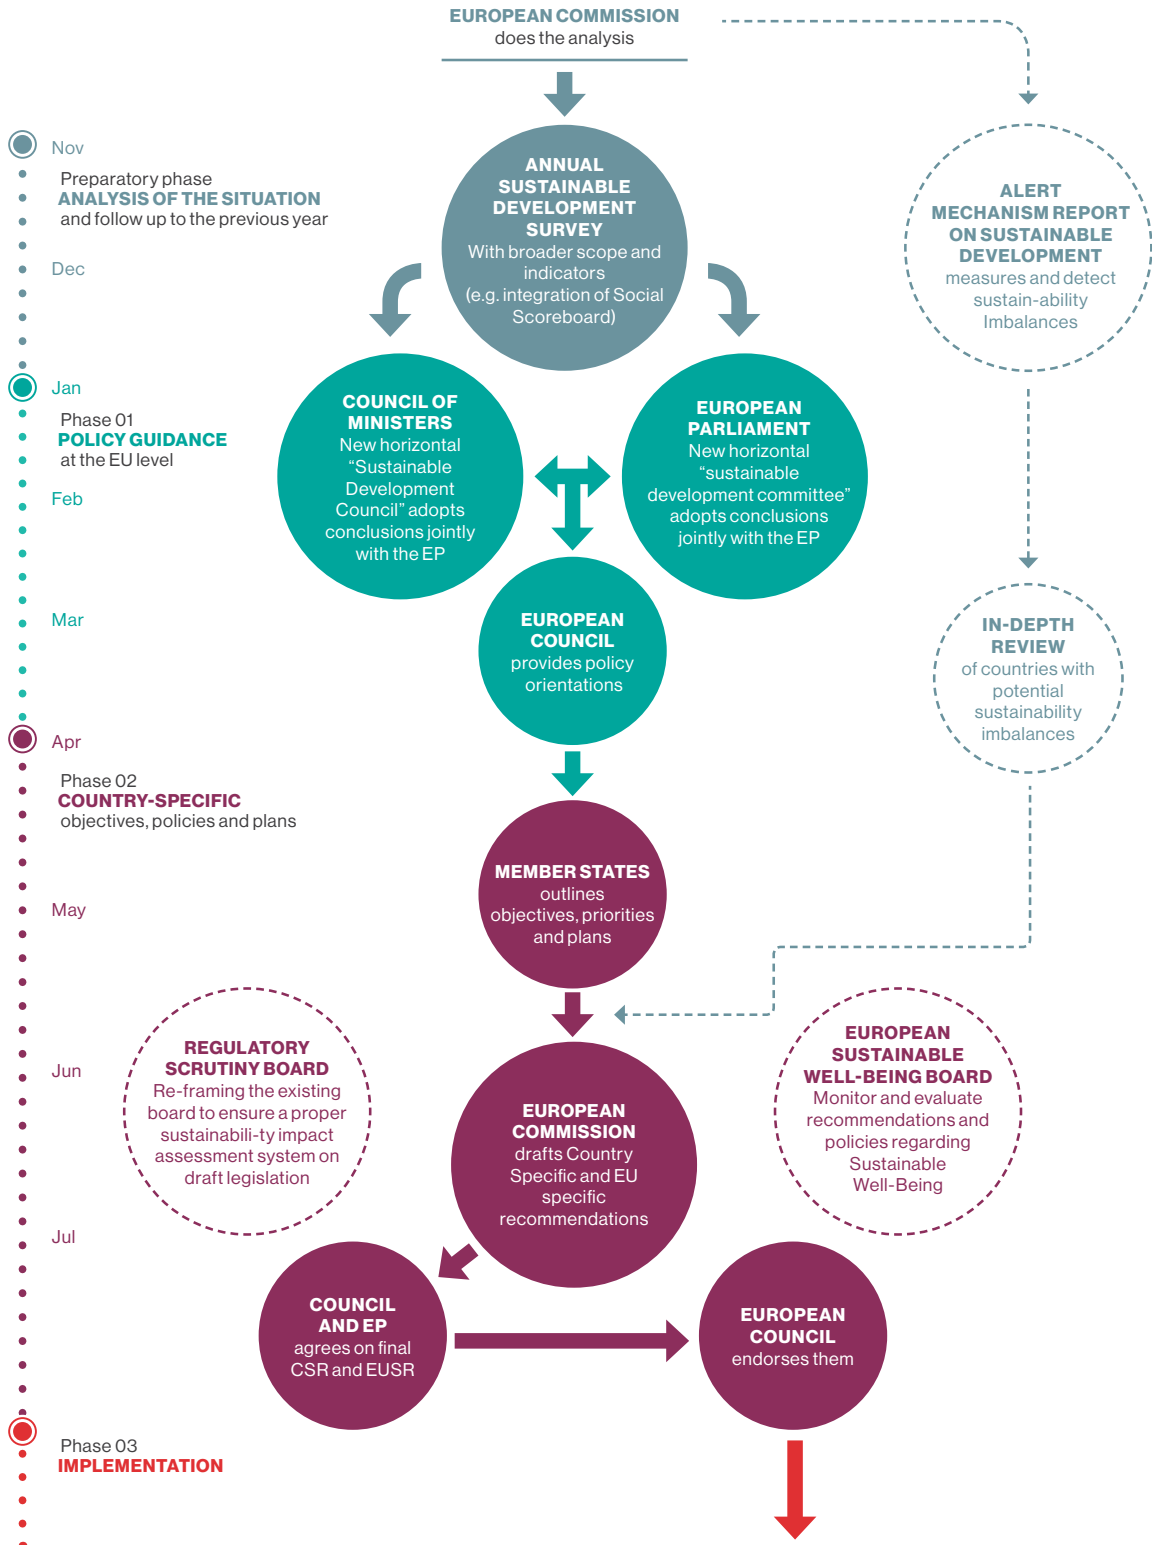 EUROPEAN COMMISSION
does the analysis
Nov
Preparatory phase
ANALYSIS OF THE SITUATION
and follow up to the previous year
Dec
ANNUAL
SUSTAINABLE
DEVELOPMENT
SURVEY
With broader scope and
indicators
(e.g. integration of Social
Scoreboard)
ALERT
MECHANISM REPORT
ON SUSTAINABLE
DEVELOPMENT
measures and detect
sustain-ability
Imbalances
Jan
Phase 01
POLICY GUIDANCE
at the EU level
Feb
Mar
COUNCIL OF
MINISTERS
New horizontal
“Sustainable
Development
Council” adopts
conclusions jointly
with the EP
EUROPEAN
PARLIAMENT
New horizontal
“sustainable
development committee”
adopts conclusions
jointly with the EP
EUROPEAN
COUNCIL
provides policy
orientations
IN-DEPTH
REVIEW
of countries with
potential
sustainability
imbalances
Apr
Phase 02
COUNTRY-SPECIFIC
objectives, policies and plans
May
MEMBER STATES
outlines
objectives, priorities
and plans
Jun
REGULATORY
SCRUTINY BOARD
Re-framing the existing
board to ensure a proper
sustainabili-ty impact
assessment system on
draft legislation
EUROPEAN
COMMISSION
drafts Country
Specific and EU
specific
recommendations
EUROPEAN
SUSTAINABLE
WELL-BEING BOARD
Monitor and evaluate
recommendations and
policies regarding
Sustainable
Well-Being
Jul
COUNCIL
AND EP
agrees on final
CSR and EUSR
EUROPEAN
COUNCIL
endorses them
Phase 03
IMPLEMENTATION